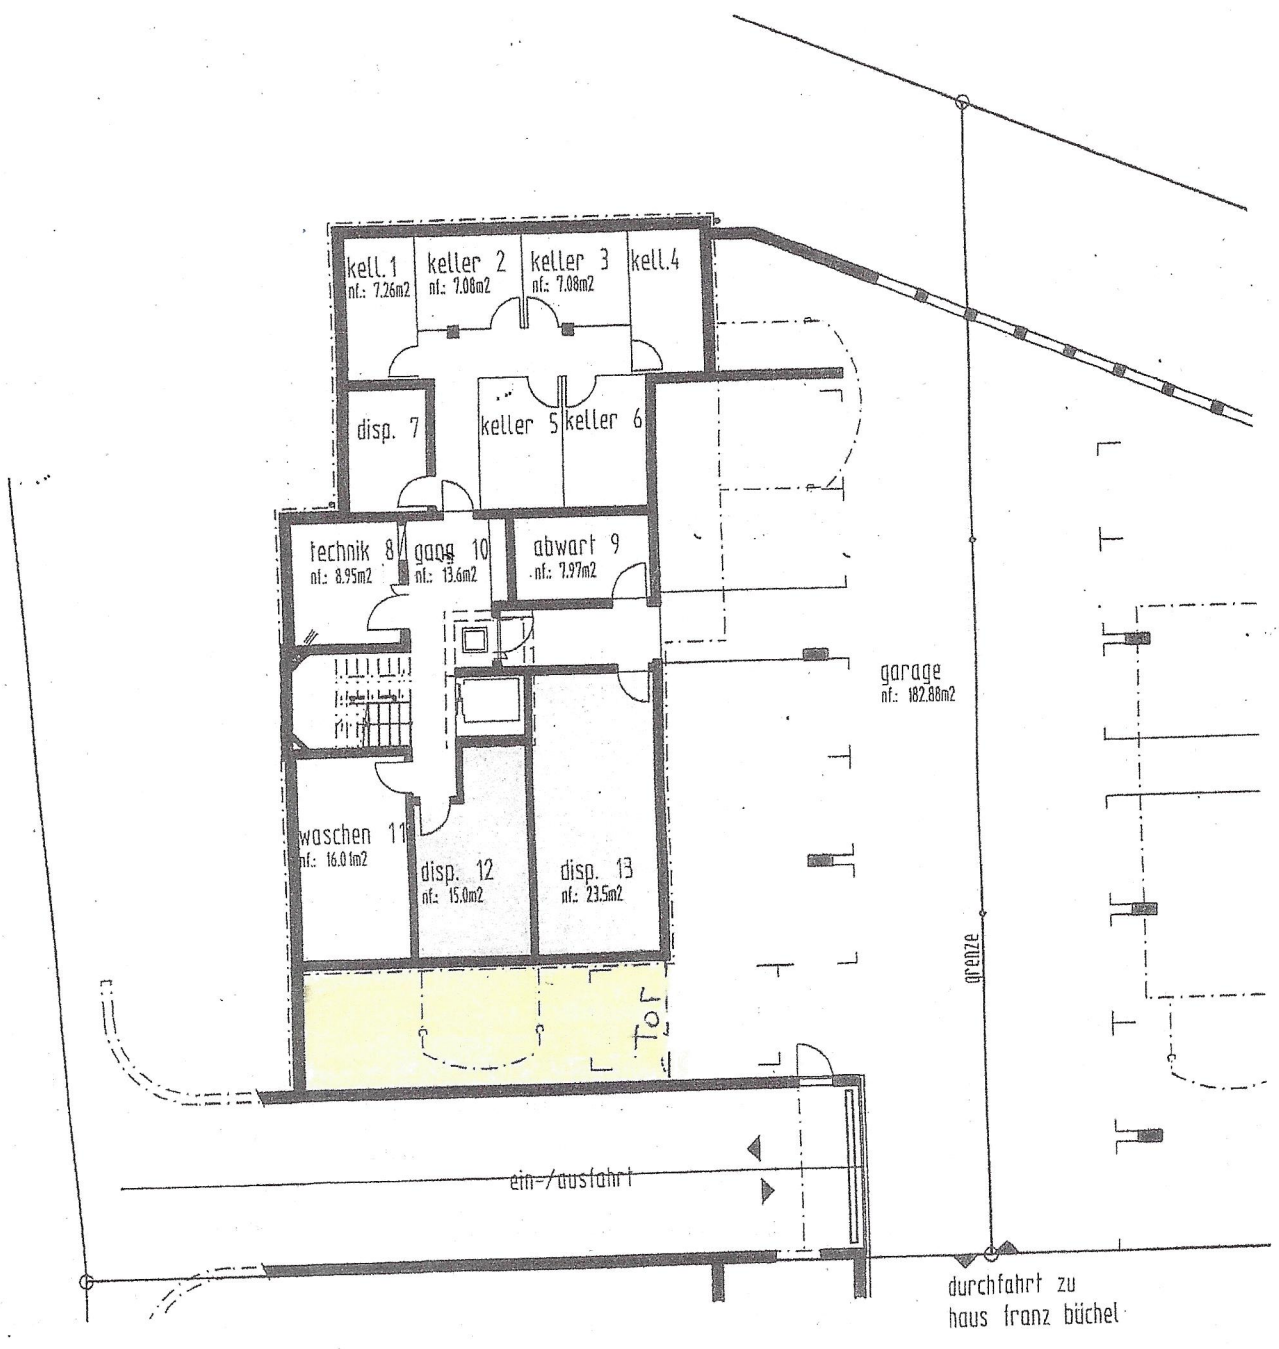 kell.1
nf.: 7.26m2
keller 2
nf.: 7.08m2
keller 3
nf.: 7.08m2
kell.4
disp. 7
keller 5
keller 6
technik 8
nf.: 8.95m2
gang 10
nf.: 13.6m2
abwart 9
nf.: 7.97m2
garage
nf.: 182.88m2
waschen 11
nf.: 16.01m2
disp. 12
nf.: 15.0m2
disp. 13
nf.: 23.5m2
grenze
Tor
ein-/ausfahrt
durchfahrt zu
haus franz büchel